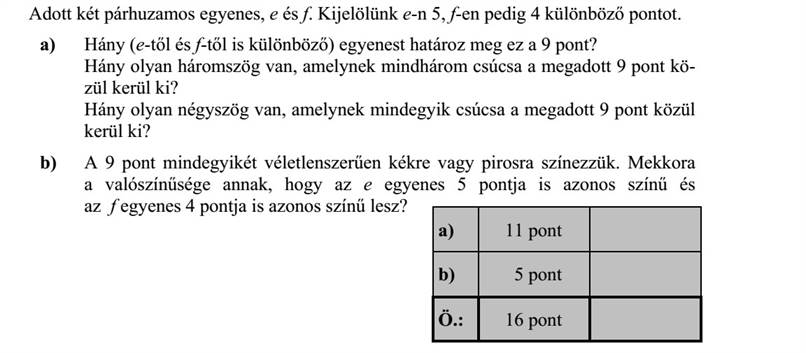 Adott két párhuzamos egyenes, e és f. Kijelölünk e-n 5, f-en pedig 4 különböző pontot.
a) Hány (e-től és f-től is különböző) egyenest határoz meg ez a 9 pont?
Hány olyan háromszög van, amelynek mindhárom csúcsa a megadott 9 pont kö-
zül kerül ki?
Hány olyan négyszög van, amelynek mindegyik csúcsa a megadott 9 pont közül
kerül ki?
b) A 9 pont mindegyikét véletlenszerűen kékre vagy pirosra színezzük. Mekkora
a valószínűsége annak, hogy az e egyenes 5 pontja is azonos színű és
az f egyenes 4 pontja is azonos színű lesz?
a) 11 pont
b) 5 pont
Ö.: 16 pont